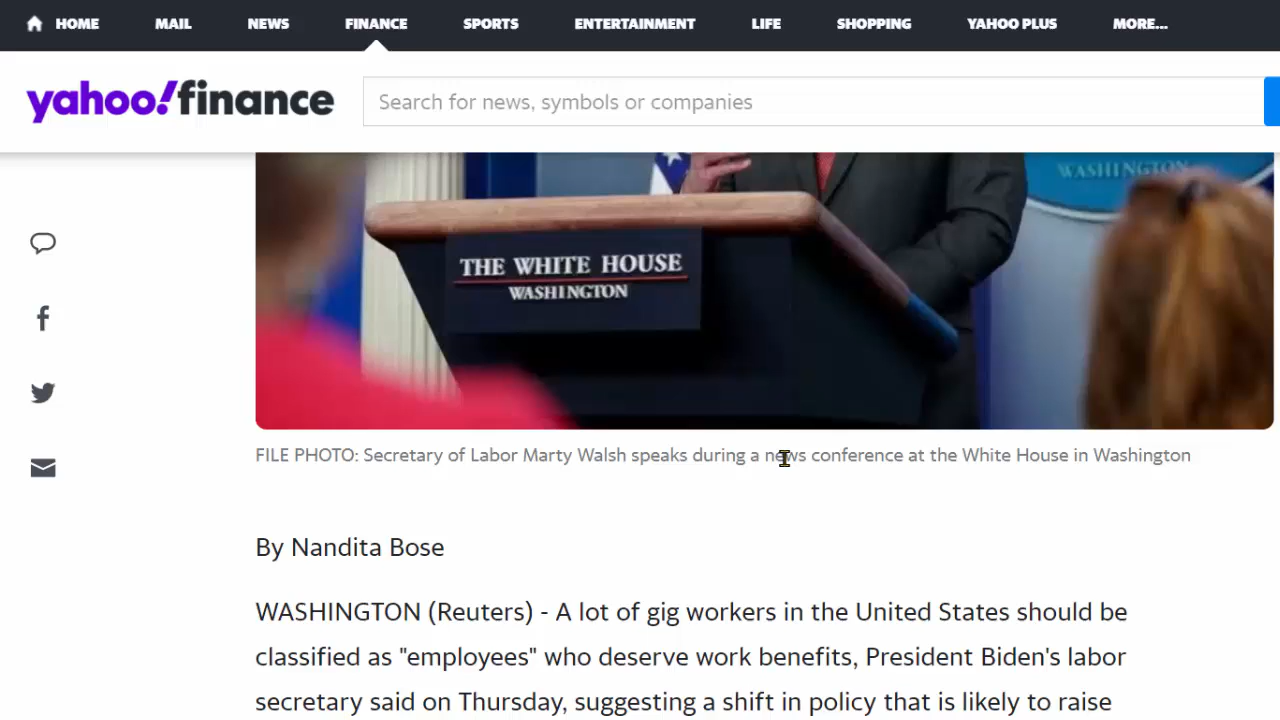 HOME MAIL NEWS FINANCE SPORTS ENTERTAINMENT LIFE SHOPPING YAHOO PLUS MORE...
yahoo!finance
Search for news, symbols or companies
WASHINGTON
THE WHITE HOUSE
WASHINGTON
FILE PHOTO: Secretary of Labor Marty Walsh speaks during a news conference at the White House in Washington
By Nandita Bose
WASHINGTON (Reuters) - A lot of gig workers in the United States should be
classified as "employees" who deserve work benefits, President Biden's labor
secretary said on Thursday, suggesting a shift in policy that is likely to raise